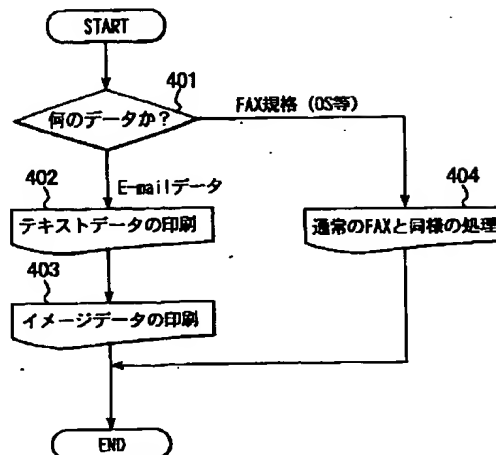 START
401
何のデータか?
FAX規格 (OS等)
E-mailデータ
402
テキストデータの印刷
404
通常のFAXと同様の処理
403
イメージデータの印刷
END